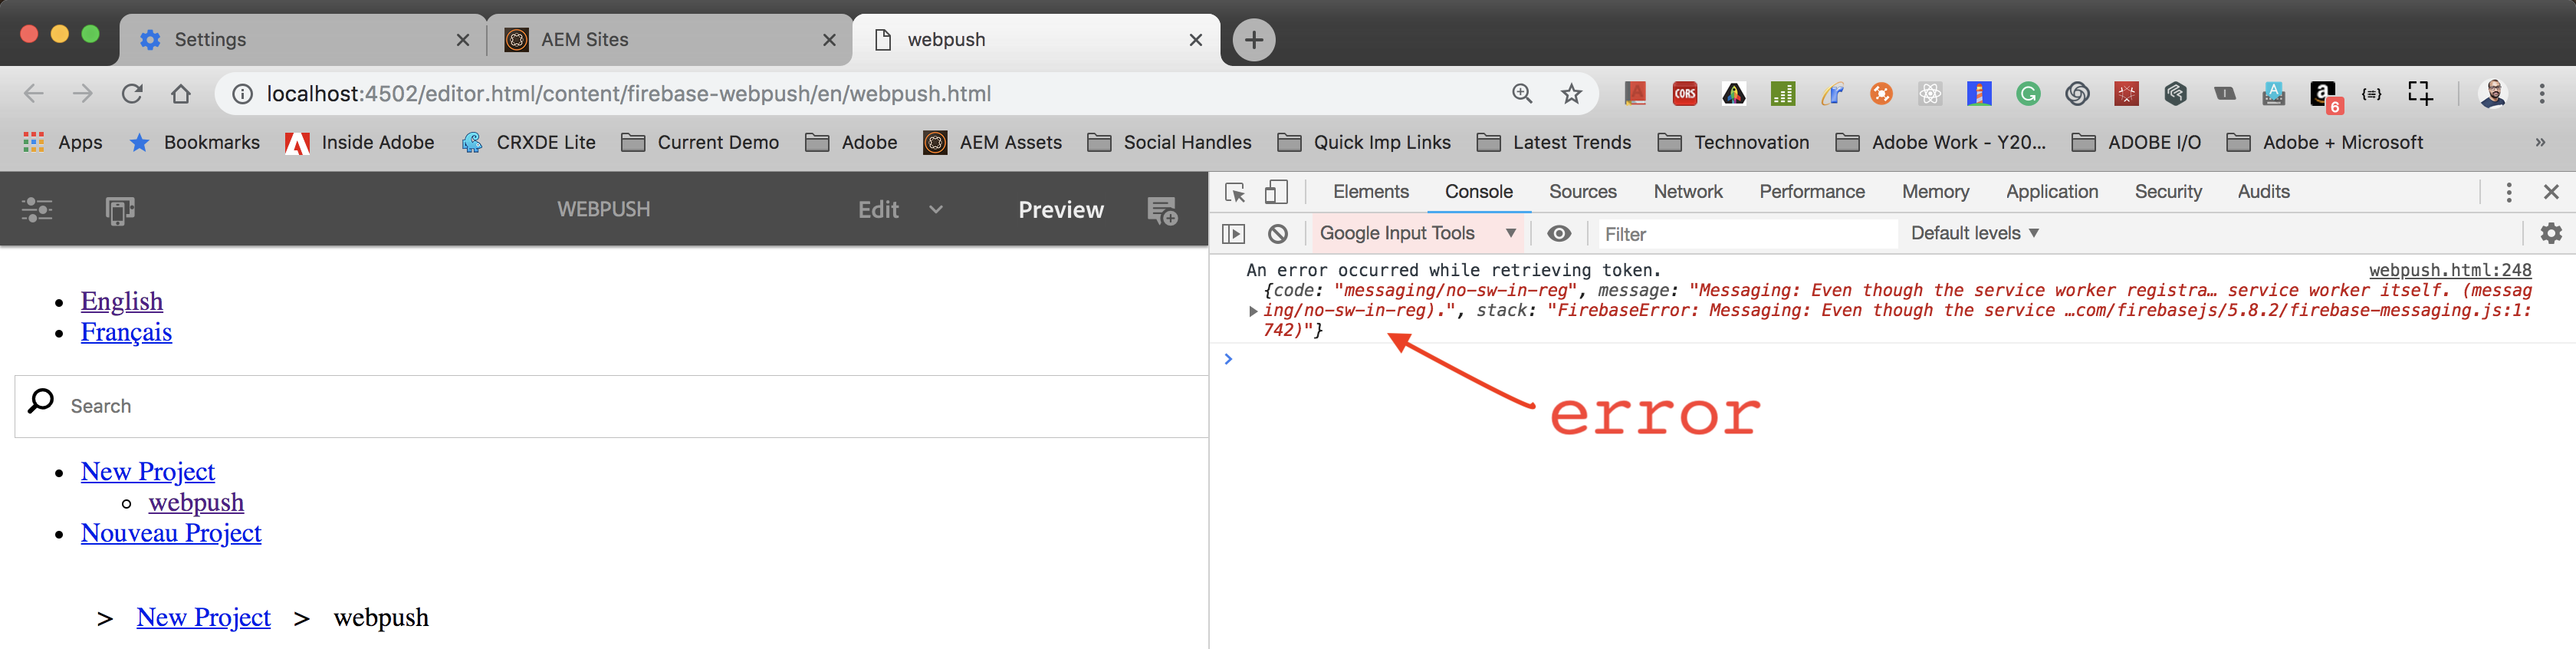 Settings
AEM Sites
webpush
localhost:4502/editor.html/content/firebase-webpush/en/webpush.html
CORS
6
Apps
Bookmarks
Inside Adobe
CRXDE Lite
Current Demo
Adobe
AEM Assets
Social Handles
Quick Imp Links
Latest Trends
Technovation
Adobe Work - Y20...
ADOBE I/O
Adobe + Microsoft
»
WEBPUSH
Edit
Preview
English
Français
Search
New Project
webpush
Nouveau Project
> New Project > webpush
Elements Console Sources Network Performance Memory Application Security Audits
Google Input Tools
Filter
Default levels
An error occurred while retrieving token. webpush.html:248
{code: "messaging/no-sw-in-reg", message: "Messaging: Even though the service worker registra… service worker itself. (messag
ing/no-sw-in-reg).", stack: "FirebaseError: Messaging: Even though the service …com/firebasejs/5.8.2/firebase-messaging.js:1:
742)"}
error